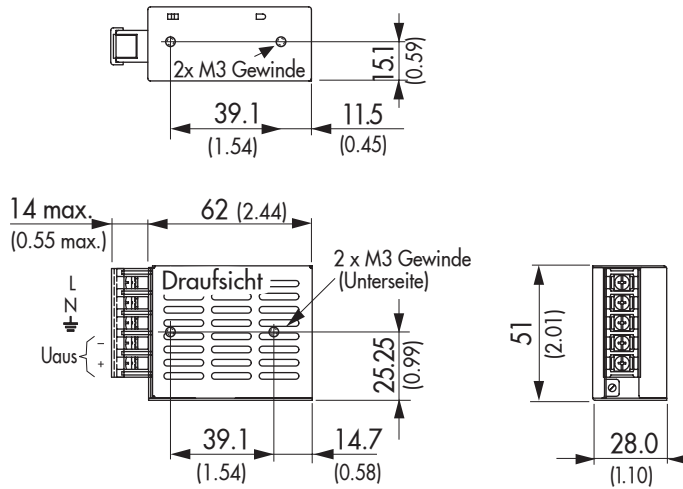 2x M3 Gewinde
15.1
(0.59)
39.1
11.5
(1.54)
(0.45)
14 max.
62 (2.44)
(0.55 max.)
2 x M3 Gewinde
(Unterseite)
Draufsicht
L
N
Uaus
–
+
25.25
(0.99)
51
(2.01)
39.1
14.7
(1.54)
(0.58)
28.0
(1.10)